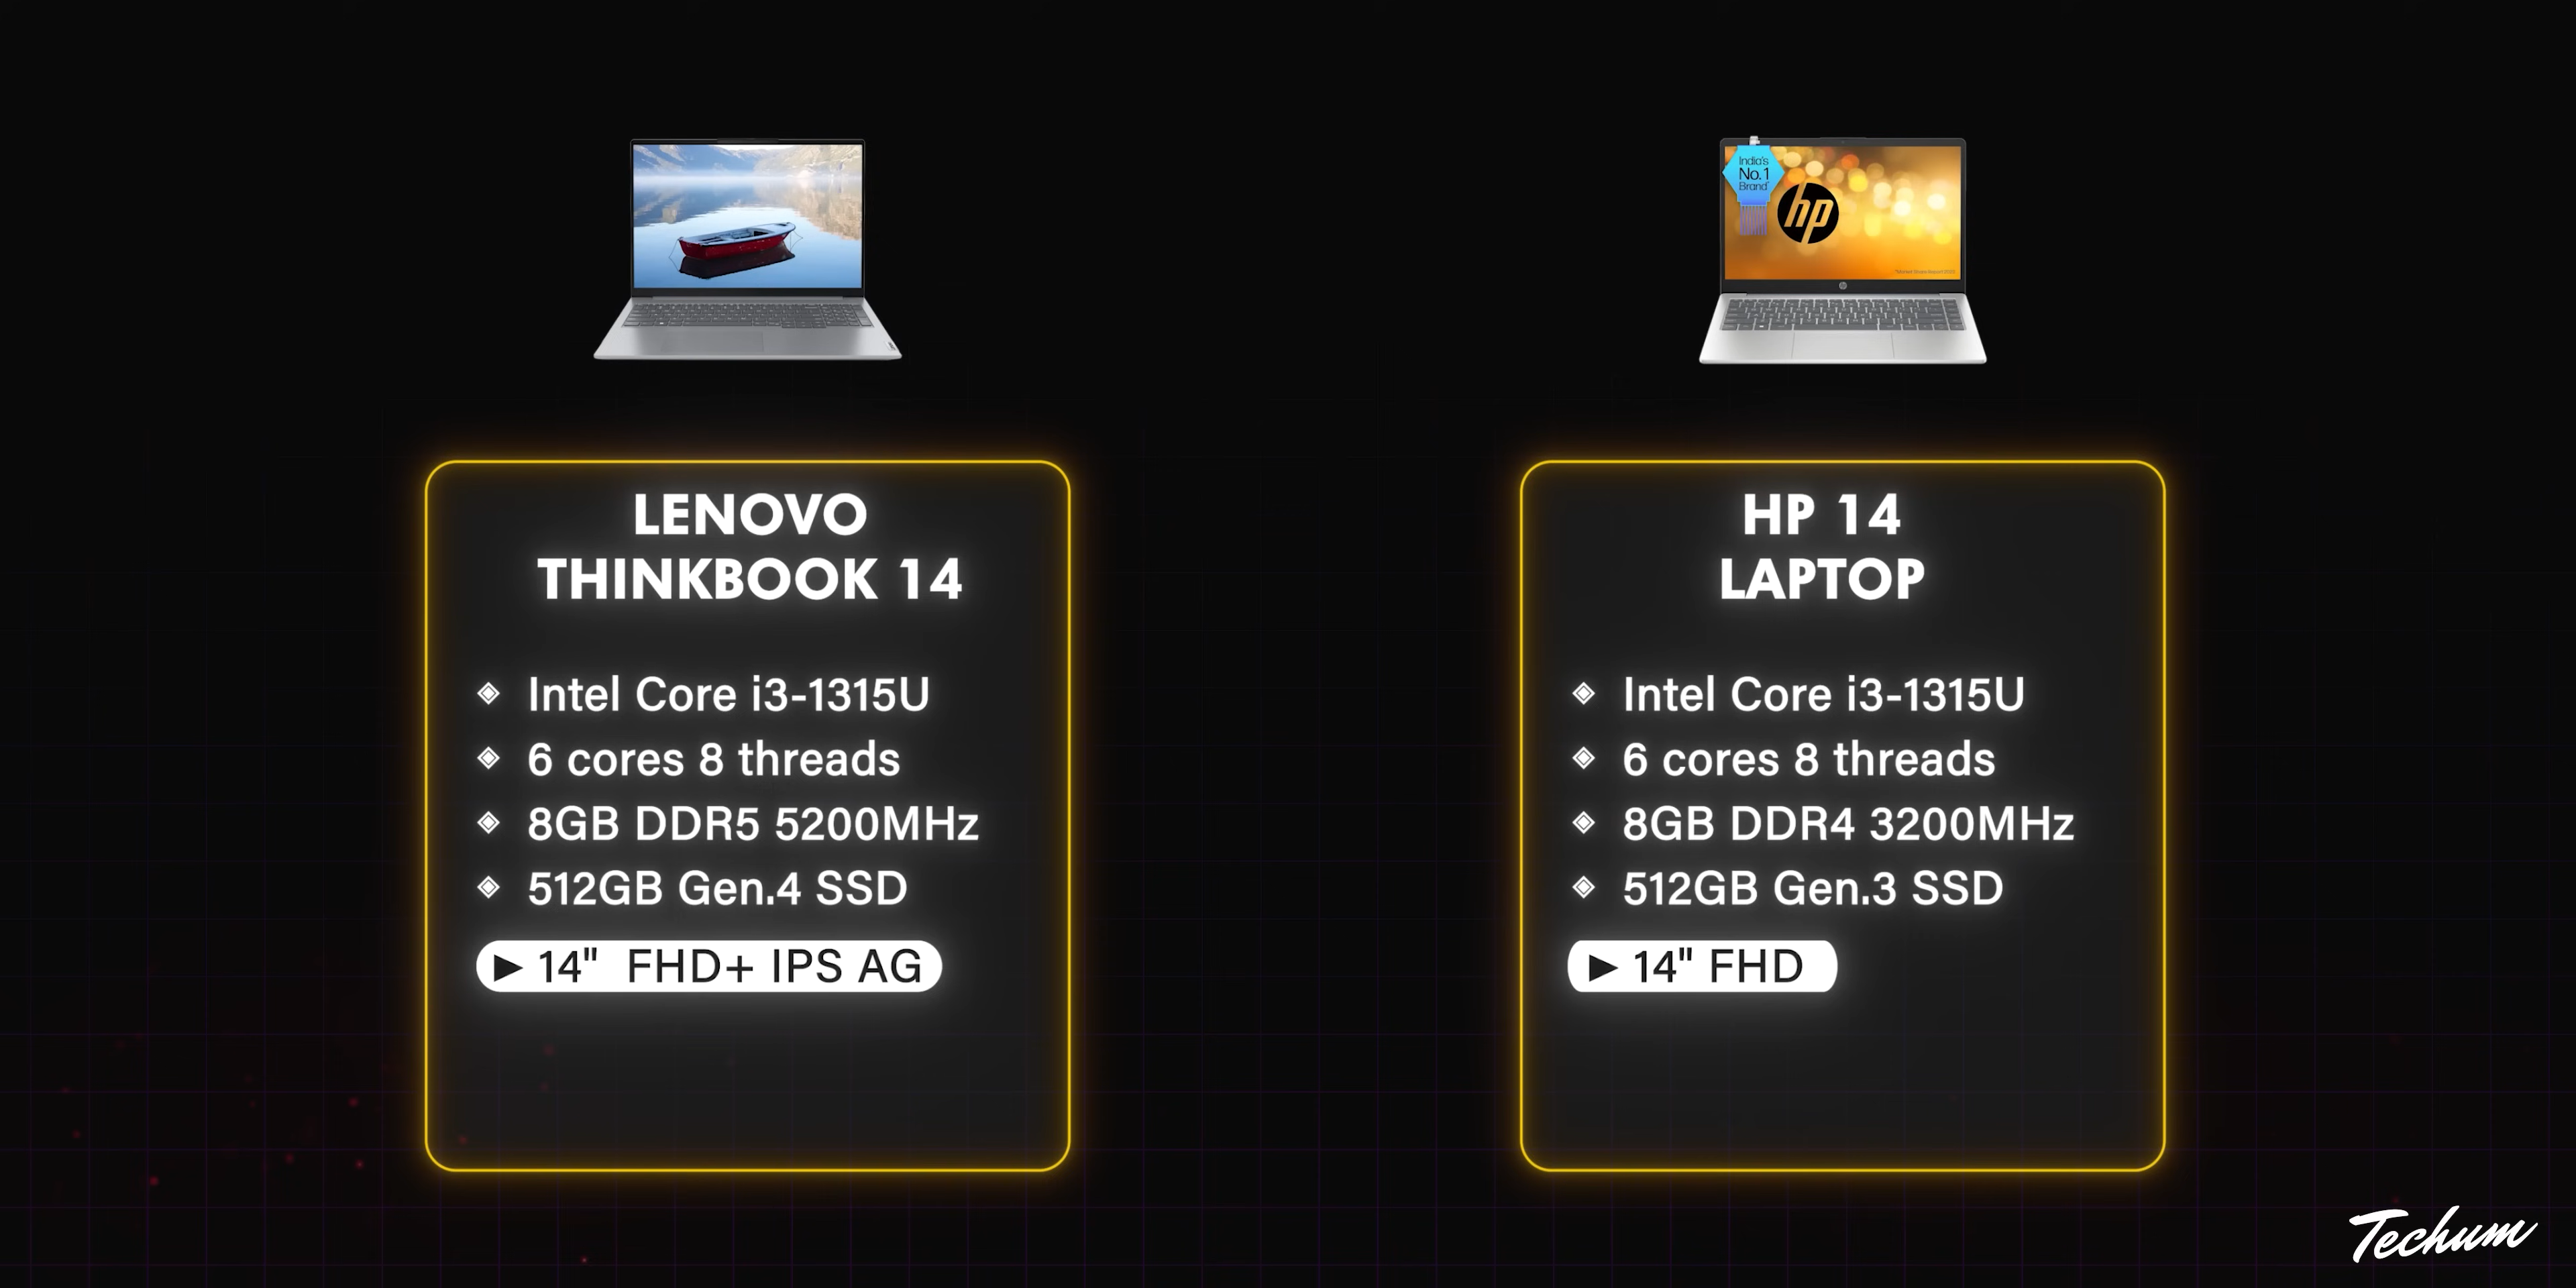 India's
No.1
Brand*
hp
LENOVO
THINKBOOK 14
Intel Core i3-1315U
6 cores 8 threads
8GB DDR5 5200MHz
512GB Gen.4 SSD
▶ 14" FHD+ IPS AG
HP 14
LAPTOP
Intel Core i3-1315U
6 cores 8 threads
8GB DDR4 3200MHz
512GB Gen.3 SSD
▶ 14" FHD
Techum